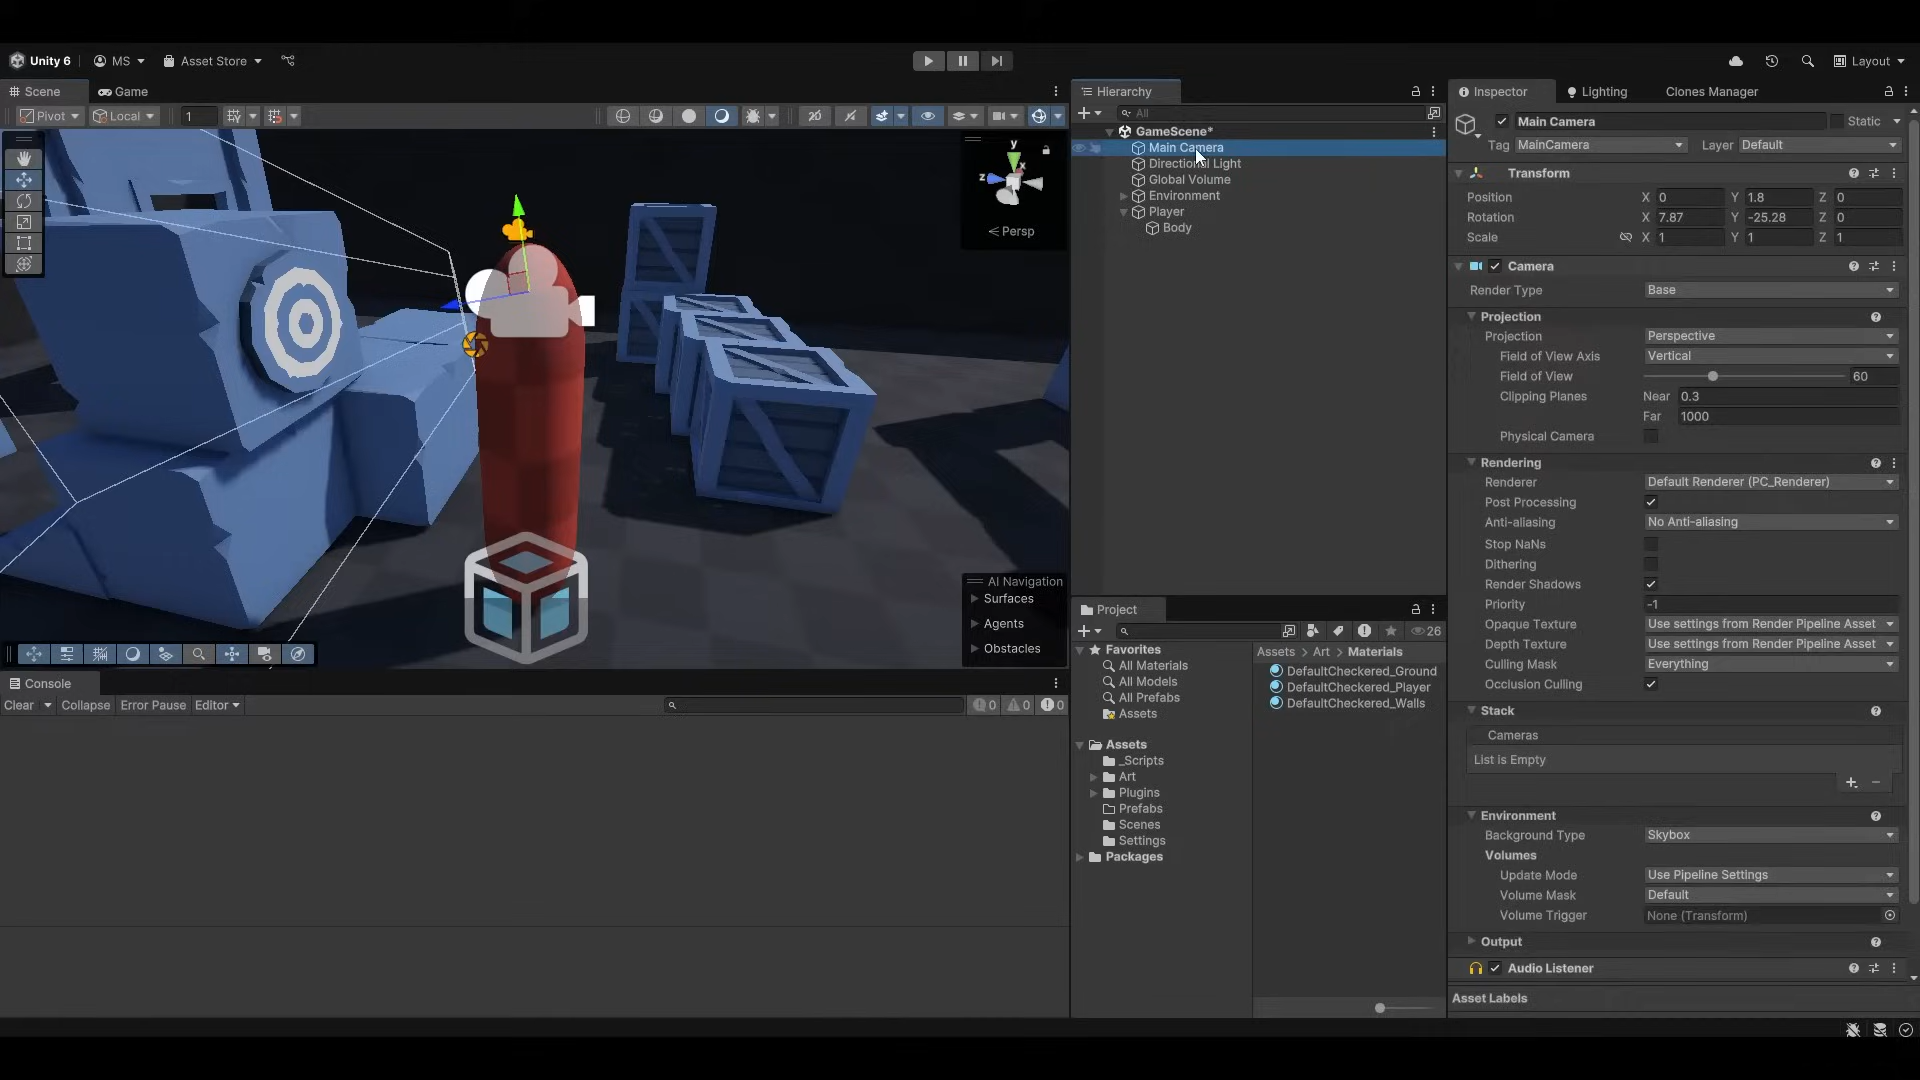 Unity 6 MS Asset Store Layout
Scene Game
Pivot Local 1 2D
y
x
z
Persp
AI Navigation
Surfaces
Agents
Obstacles
Console
Clear Collapse Error Pause Editor 0 0 0
Hierarchy
All
GameScene*
Main Camera
Directional Light
Global Volume
Environment
Player
Body
Project
26
Favorites
All Materials
All Models
All Prefabs
Assets
Assets
_Scripts
Art
Plugins
Prefabs
Scenes
Settings
Packages
Assets > Art > Materials
DefaultCheckered_Ground
DefaultCheckered_Player
DefaultCheckered_Walls
Inspector Lighting Clones Manager
Main Camera Static
Tag MainCamera Layer Default
Transform
Position X 0 Y 1.8 Z 0
Rotation X 7.87 Y -25.28 Z 0
Scale X 1 Y 1 Z 1
Camera
Render Type Base
Projection
Projection Perspective
Field of View Axis Vertical
Field of View 60
Clipping Planes Near 0.3
Far 1000
Physical Camera
Rendering
Renderer Default Renderer (PC_Renderer)
Post Processing
Anti-aliasing No Anti-aliasing
Stop NaNs
Dithering
Render Shadows
Priority -1
Opaque Texture Use settings from Render Pipeline Asset
Depth Texture Use settings from Render Pipeline Asset
Culling Mask Everything
Occlusion Culling
Stack
Cameras
List is Empty
Environment
Background Type Skybox
Volumes
Update Mode Use Pipeline Settings
Volume Mask Default
Volume Trigger None (Transform)
Output
Audio Listener
Asset Labels